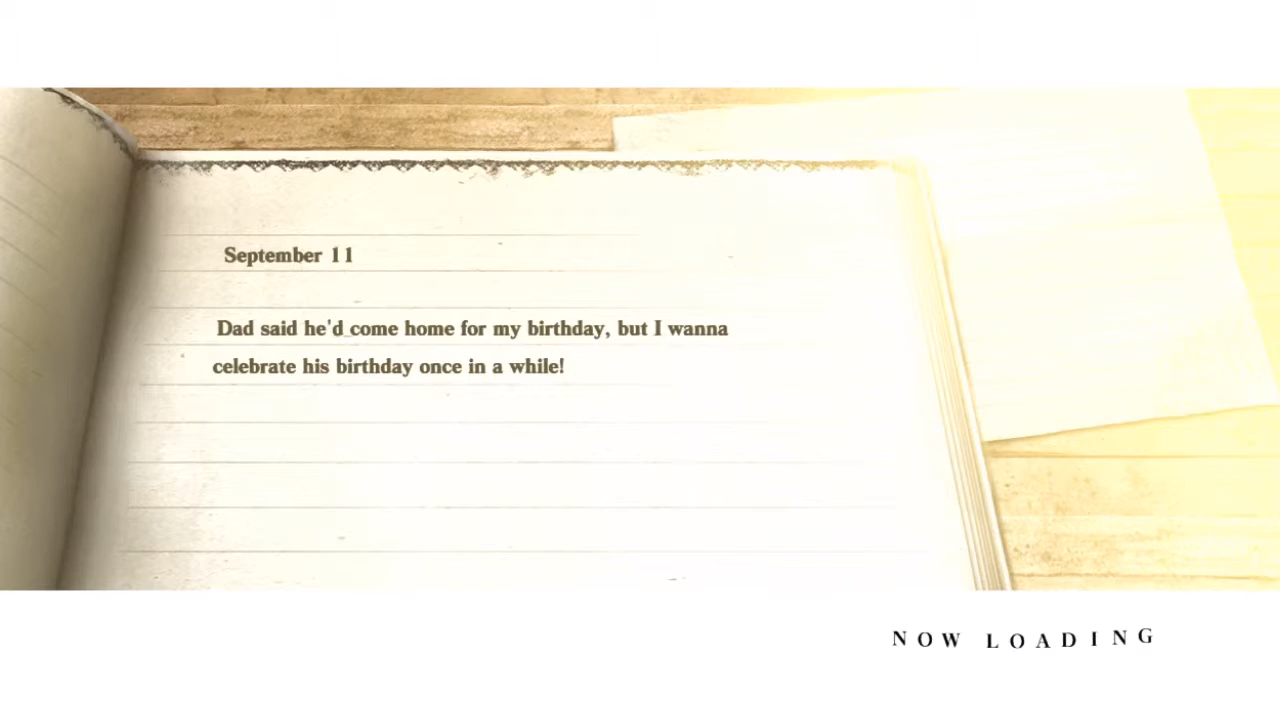 September 11
Dad said he'd come home for my birthday, but I wanna
celebrate his birthday once in a while!
NOW LOADING